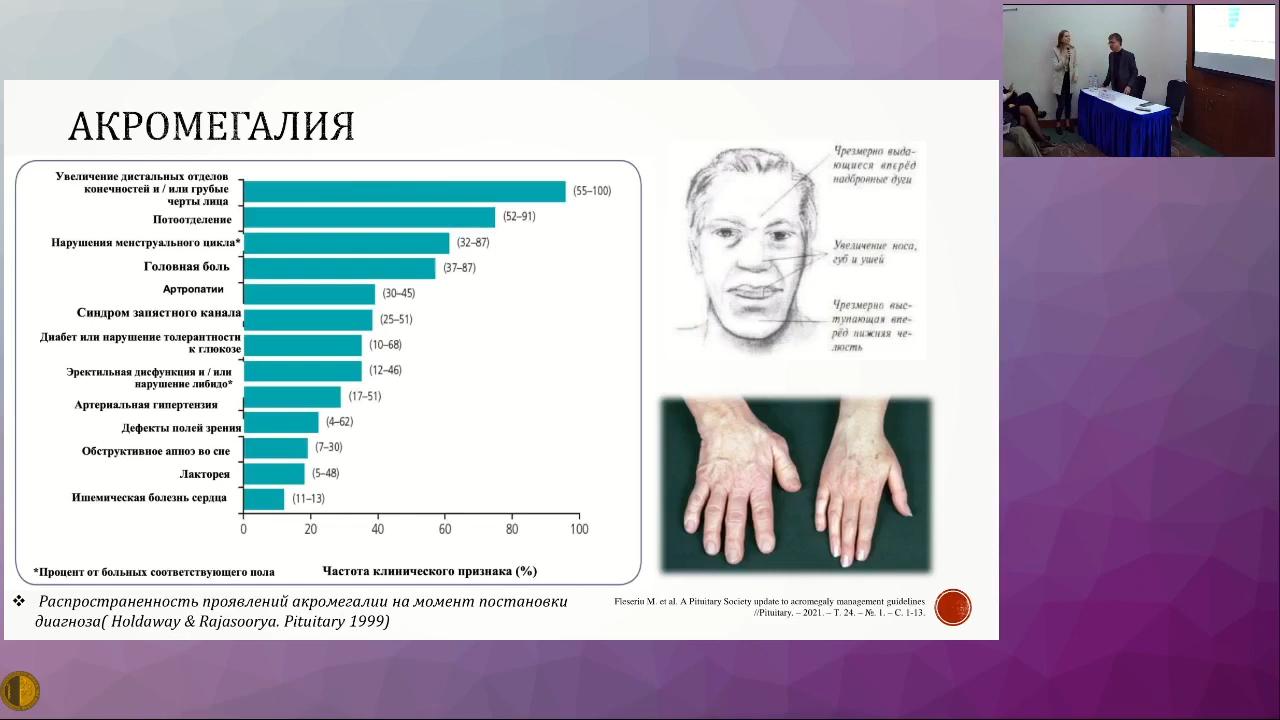 АКРОМЕГАЛИЯ
Увеличение дистальных отделов
конечностей и / или грубые
черты лица
(55–100)
Потоотделение
(52–91)
Нарушения менструального цикла*
(32–87)
Головная боль
(37–87)
Артропатии
(30–45)
Синдром запястного канала
(25–51)
Диабет или нарушение толерантности
к глюкозе
(10–68)
Эректильная дисфункция и / или
нарушение либидо*
(12–46)
Артериальная гипертензия
(17–51)
Дефекты полей зрения
(4–62)
Обструктивное апноэ во сне
(7–30)
Лакторея
(5–48)
Ишемическая болезнь сердца
(11–13)
0 20 40 60 80 100
*Процент от больных соответствующего пола
Частота клинического признака (%)
Чрезмерно выда-
ющиеся вперёд
надбровные дуги
Увеличение носа,
губ и ушей
Чрезмерно выс-
тупающая впе-
рёд нижняя че-
люсть
❖ Распространенность проявлений акромегалии на момент постановки
диагноза( Holdaway & Rajasoorya. Pituitary 1999)
Fleseriu M. et al. A Pituitary Society update to acromegaly management guidelines
//Pituitary. – 2021. – Т. 24. – №. 1. – С. 1-13.